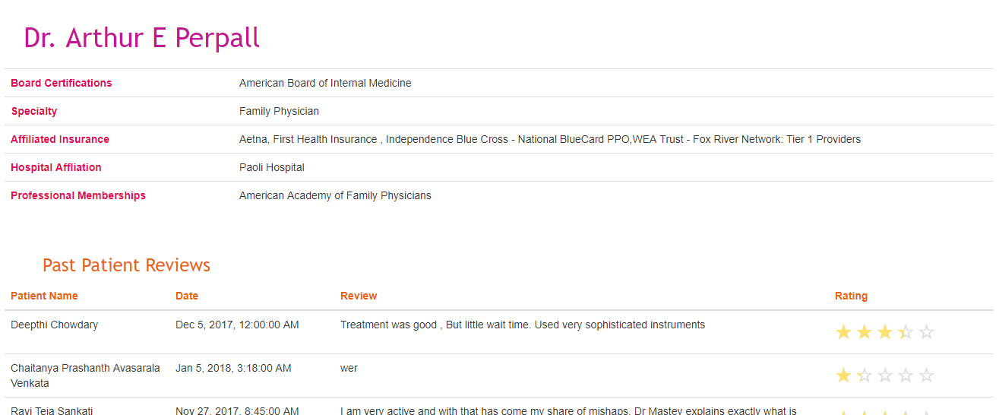 Dr. Arthur E Perpall
Board Certifications American Board of Internal Medicine
Specialty Family Physician
Affiliated Insurance Aetna, First Health Insurance , Independence Blue Cross - National BlueCard PPO,WEA Trust - Fox River Network: Tier 1 Providers
Hospital Affliation Paoli Hospital
Professional Memberships American Academy of Family Physicians
Past Patient Reviews
Patient Name Date Review Rating
Deepthi Chowdary Dec 5, 2017, 12:00:00 AM Treatment was good , But little wait time. Used very sophisticated instruments
Chaitanya Prashanth Avasarala Jan 5, 2018, 3:18:00 AM wer
Venkata
Ravi Teja Sankati Nov 27, 2017, 8:45:00 AM I am very active and with that has come my share of mishaps. Dr Mastey explains exactly what is